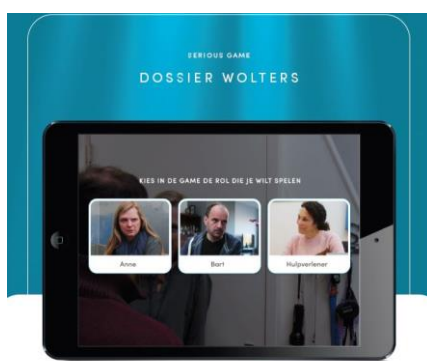 SERIOUS GAME
DOSSIER WOLTERS
KIES IN DE GAME DE ROL DIE JE WILT SPELEN
Anne
Bart
Hulpverlener